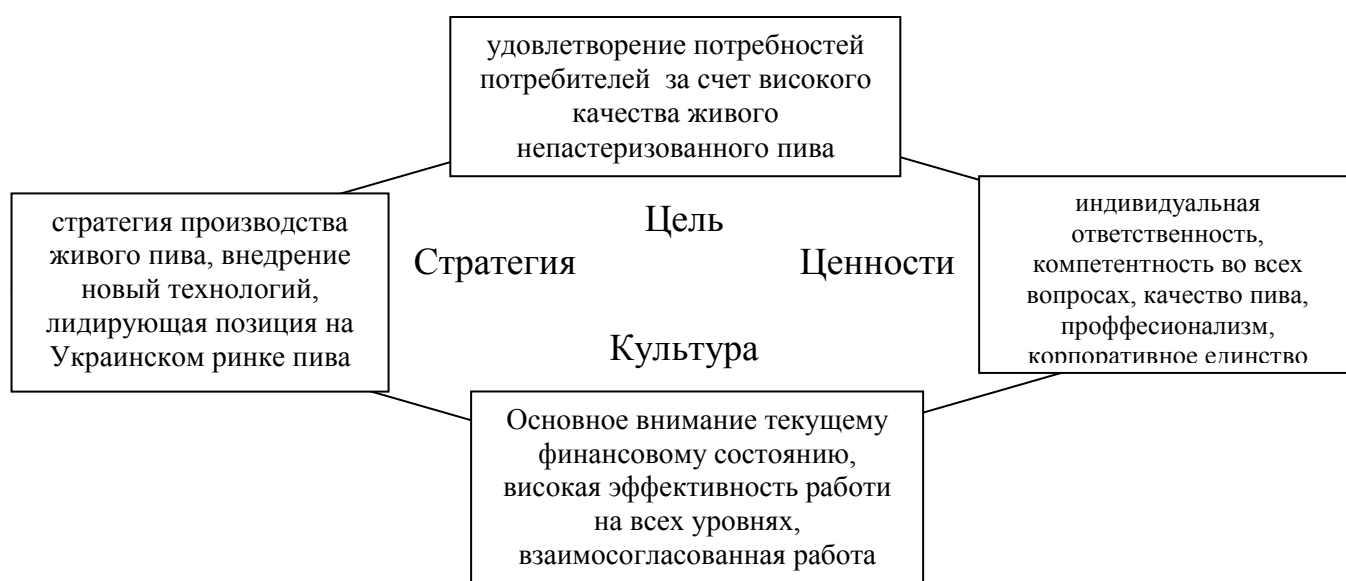 удовлетворение потребностей
потребителей за счет високого
качества живого
непастеризованного пива
стратегия производства
живого пива, внедрение
новый технологий,
лидирующая позиция на
Украинском ринке пива
Цель
Стратегия
Ценности
Культура
индивидуальная
ответственность,
компетентность во всех
вопросах, качество пива,
проффесионализм,
корпоративное единство
Основное внимание текущему
финансовому состоянию,
високая эффективность работи
на всех уровнях,
взаимосогласованная работа